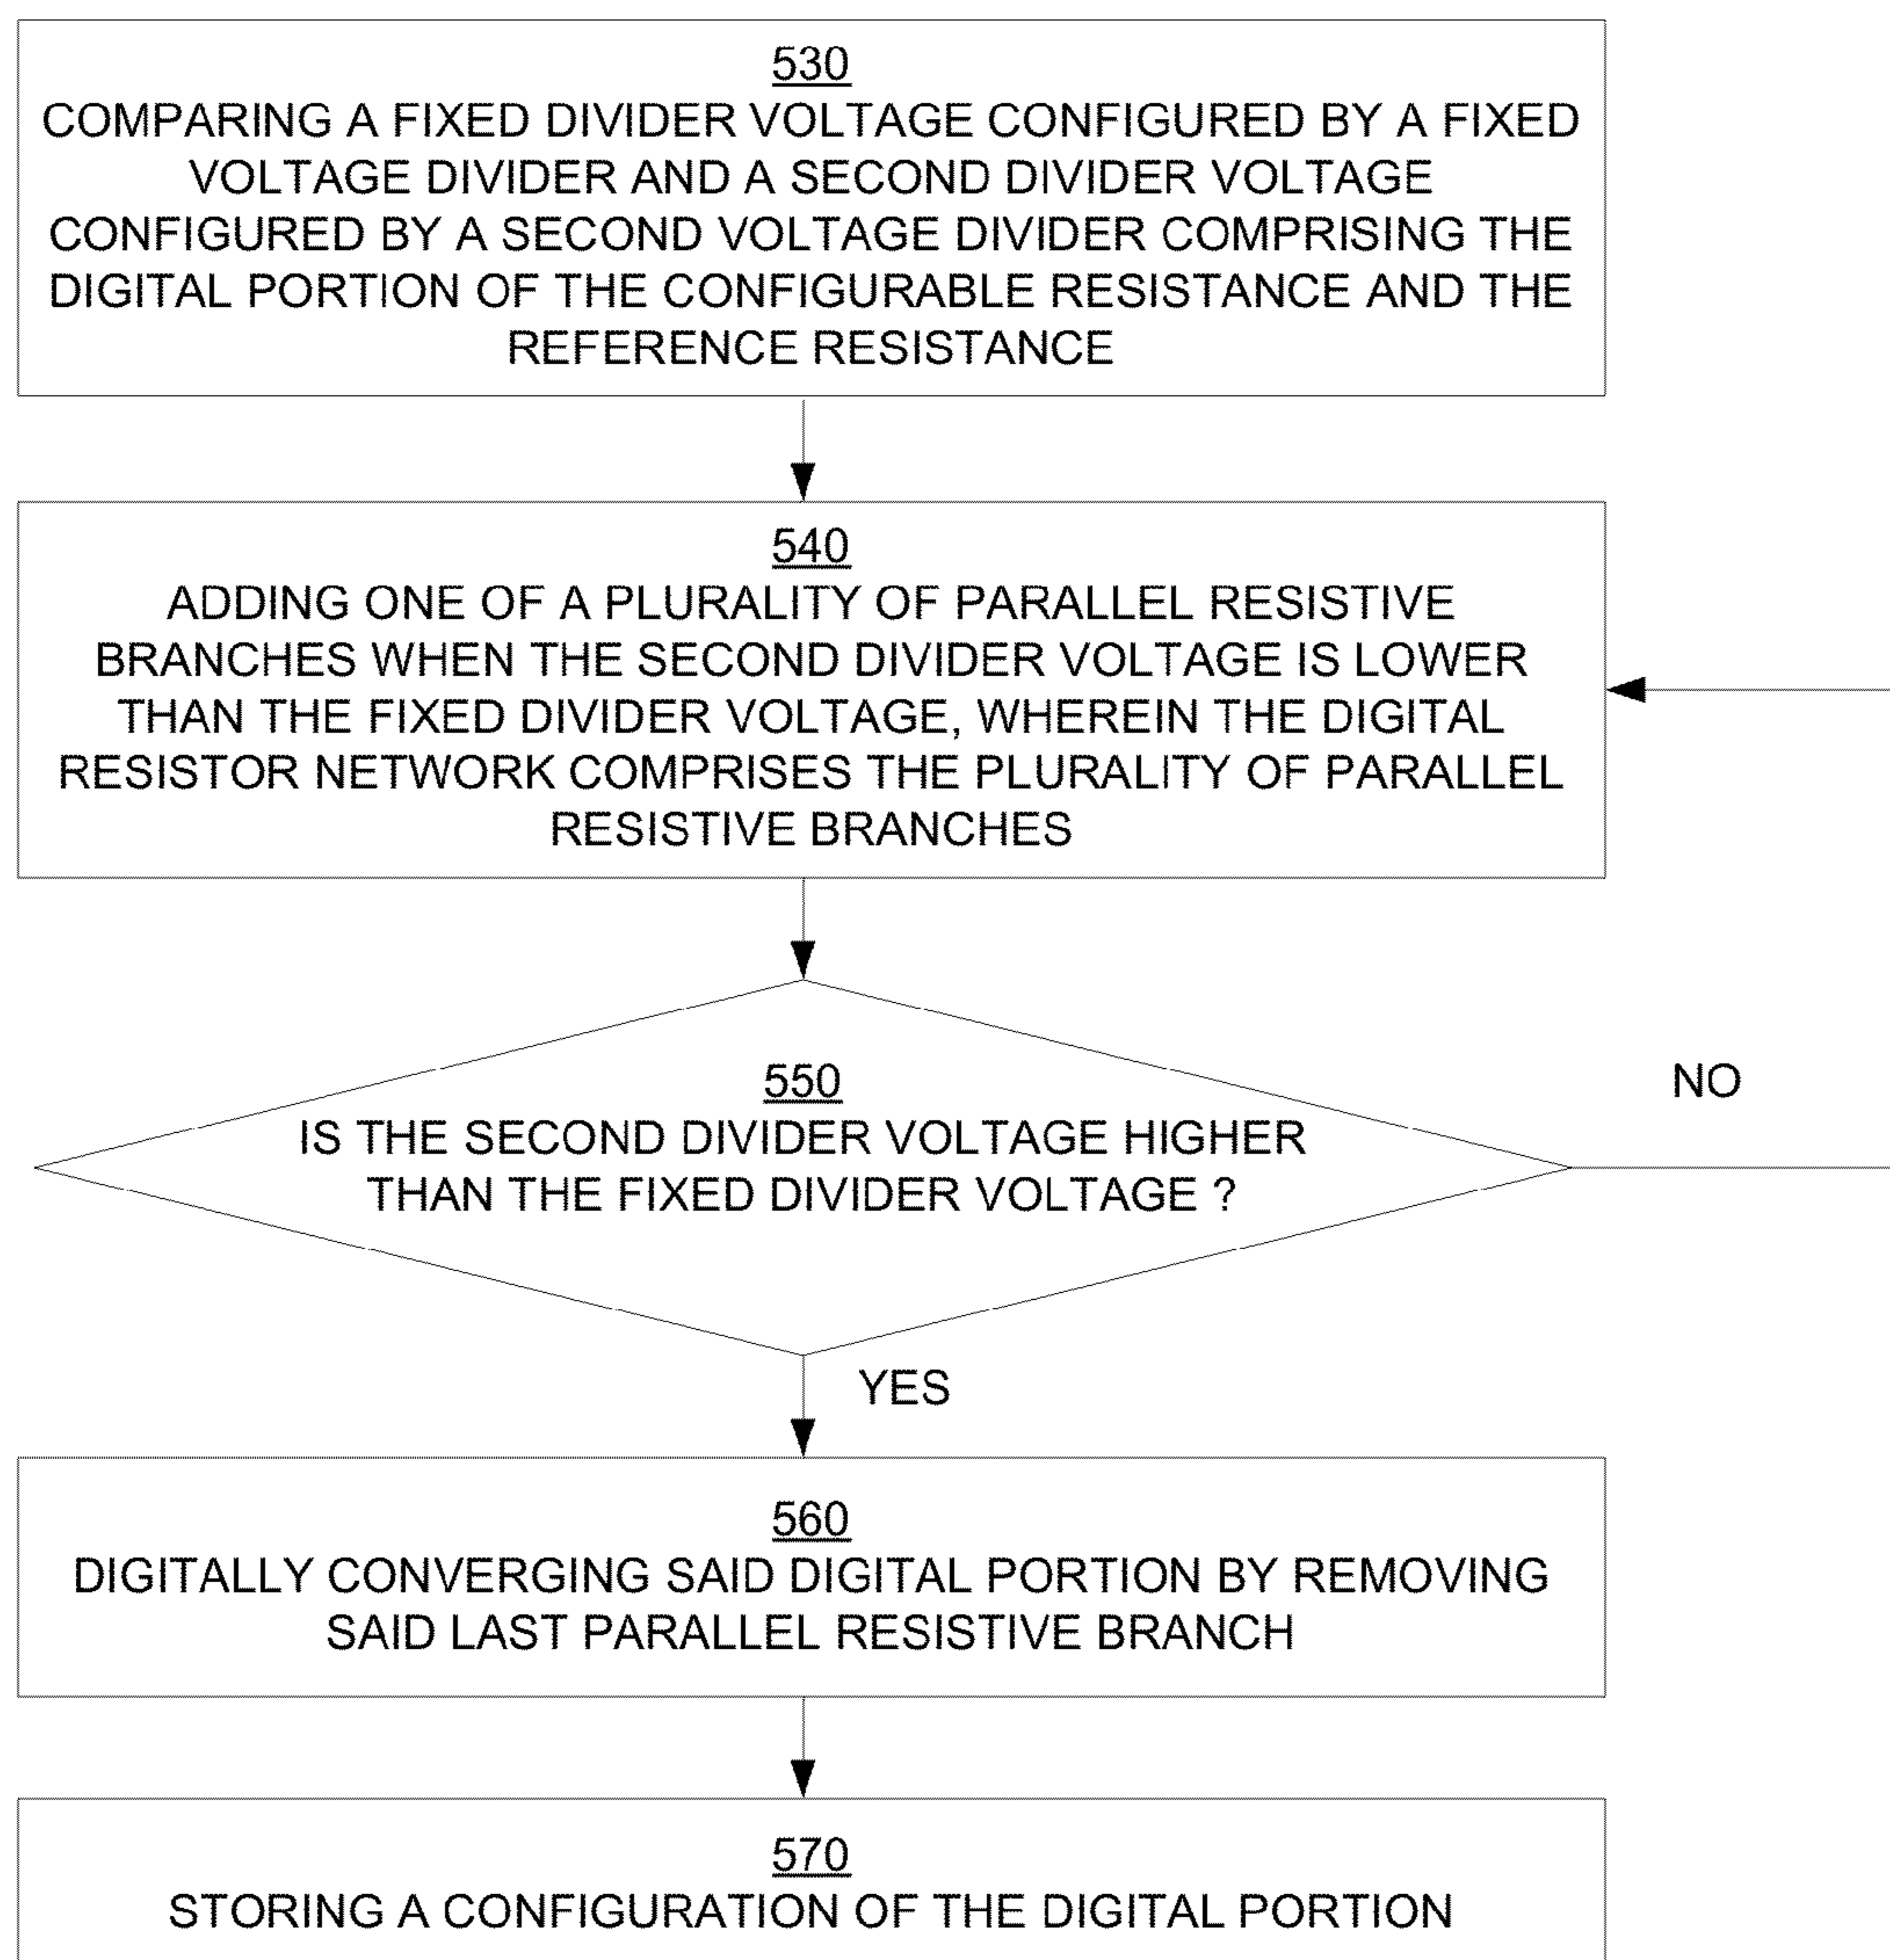 530
COMPARING A FIXED DIVIDER VOLTAGE CONFIGURED BY A FIXED
VOLTAGE DIVIDER AND A SECOND DIVIDER VOLTAGE
CONFIGURED BY A SECOND VOLTAGE DIVIDER COMPRISING THE
DIGITAL PORTION OF THE CONFIGURABLE RESISTANCE AND THE
REFERENCE RESISTANCE
540
ADDING ONE OF A PLURALITY OF PARALLEL RESISTIVE
BRANCHES WHEN THE SECOND DIVIDER VOLTAGE IS LOWER
THAN THE FIXED DIVIDER VOLTAGE, WHEREIN THE DIGITAL
RESISTOR NETWORK COMPRISES THE PLURALITY OF PARALLEL
RESISTIVE BRANCHES
550
IS THE SECOND DIVIDER VOLTAGE HIGHER
THAN THE FIXED DIVIDER VOLTAGE ?
NO
YES
560
DIGITALLY CONVERGING SAID DIGITAL PORTION BY REMOVING
SAID LAST PARALLEL RESISTIVE BRANCH
570
STORING A CONFIGURATION OF THE DIGITAL PORTION